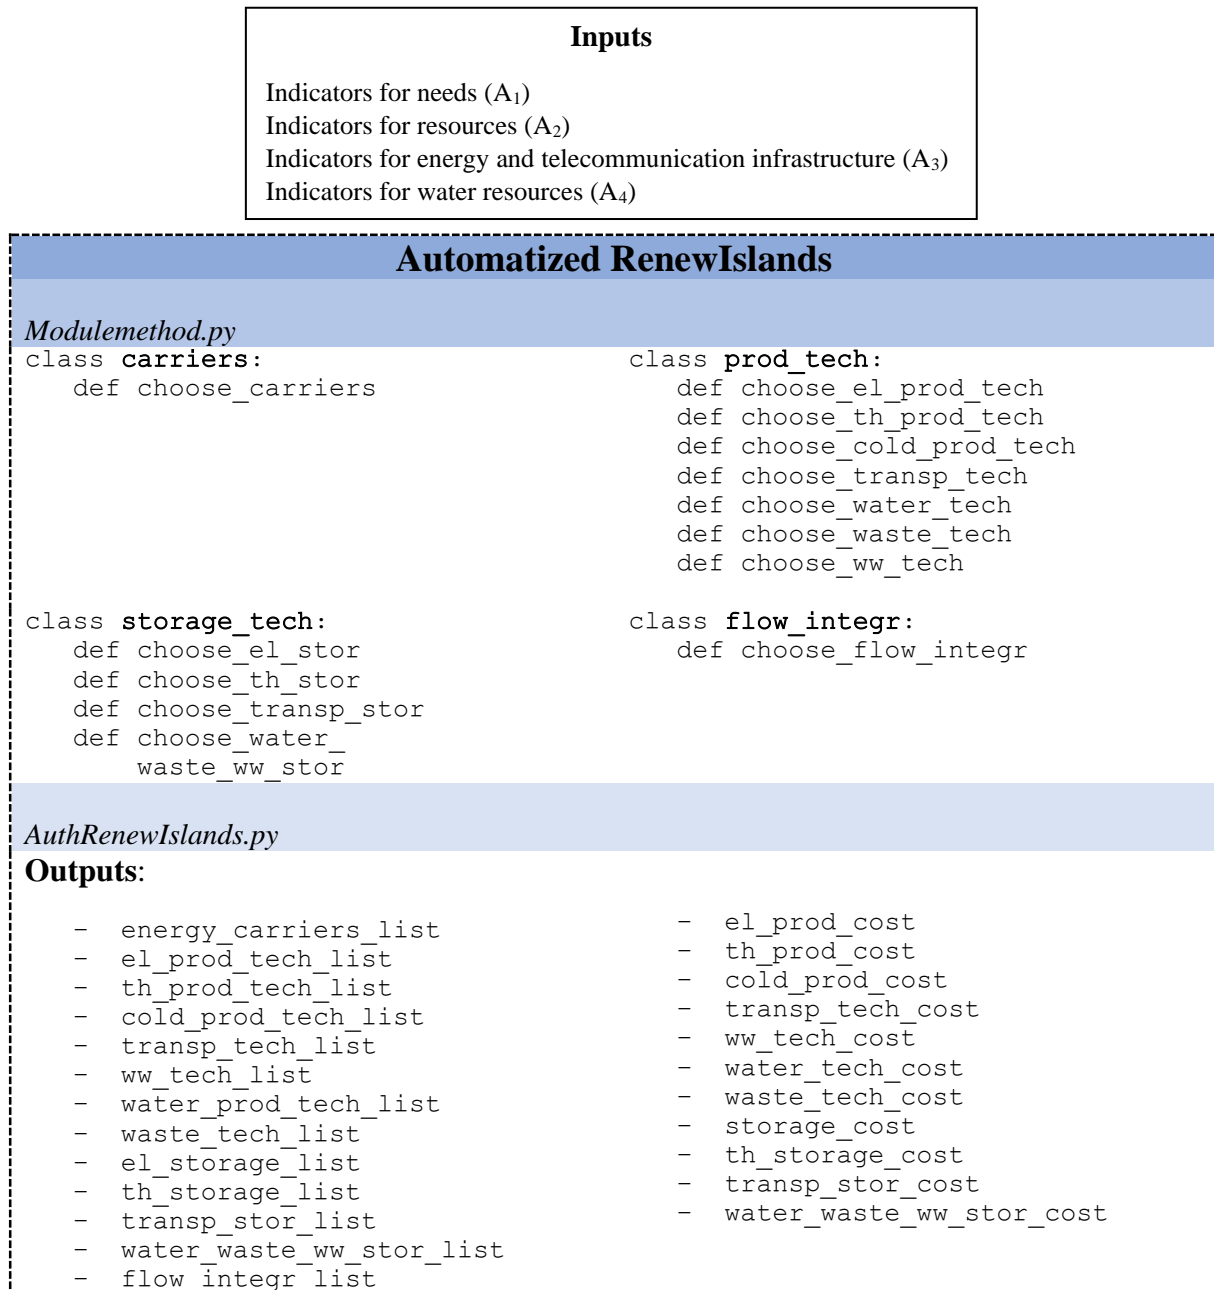 Inputs
Indicators for needs (A1)
Indicators for resources (A2)
Indicators for energy and telecommunication infrastructure (A3)
Indicators for water resources (A4)
Automatized RenewIslands
Modulemethod.py
class carriers:
def choose_carriers
class prod_tech:
def choose_el_prod_tech
def choose_th_prod_tech
def choose_cold_prod_tech
def choose_transp_tech
def choose_water_tech
def choose_waste_tech
def choose_ww_tech
class storage_tech:
def choose_el_stor
def choose_th_stor
def choose_transp_stor
def choose_water_
waste_ww_stor
class flow_integr:
def choose_flow_integr
AuthRenewIslands.py
Outputs:
- energy_carriers_list
- el_prod_tech_list
- th_prod_tech_list
- cold_prod_tech_list
- transp_tech_list
- ww_tech_list
- water_prod_tech_list
- waste_tech_list
- el_storage_list
- th_storage_list
- transp_stor_list
- water_waste_ww_stor_list
- flow_integr_list
- el_prod_cost
- th_prod_cost
- cold_prod_cost
- transp_tech_cost
- ww_tech_cost
- water_tech_cost
- waste_tech_cost
- storage_cost
- th_storage_cost
- transp_stor_cost
- water_waste_ww_stor_cost